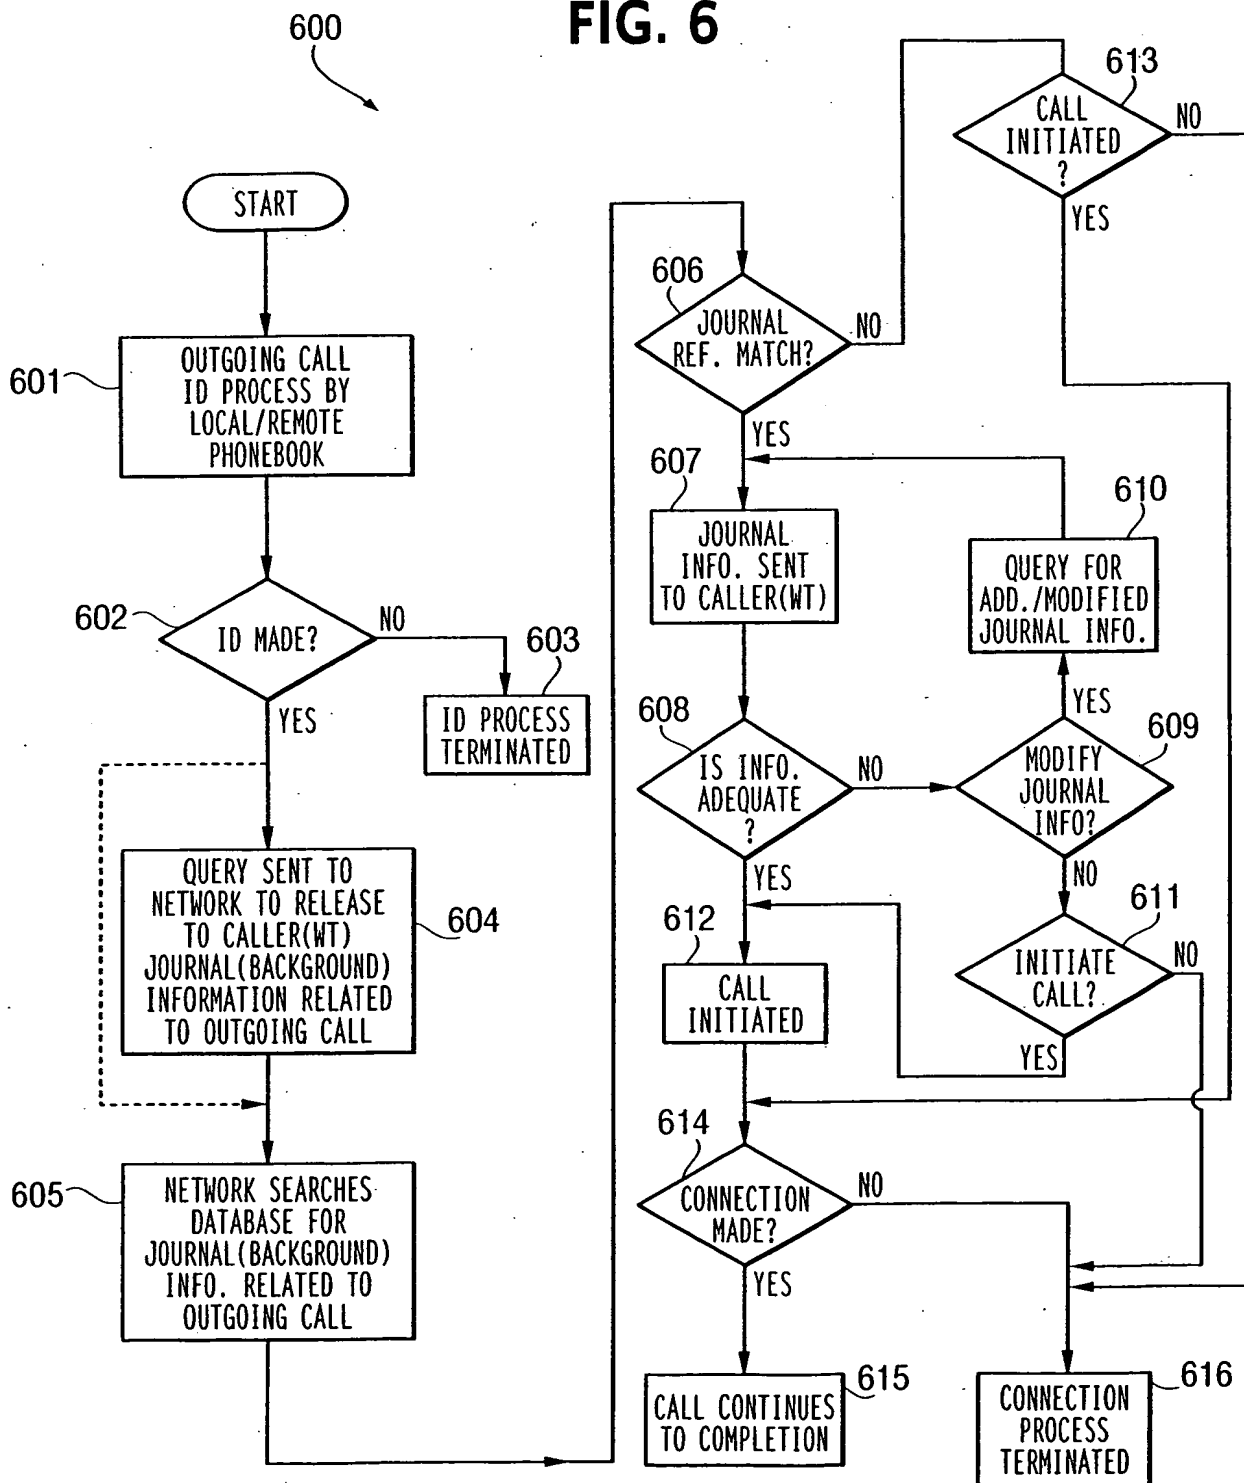 FIG. 6
600
START
601
OUTGOING CALL
ID PROCESS BY
LOCAL/REMOTE
PHONEBOOK
602
ID MADE?
NO
YES
603
ID PROCESS
TERMINATED
604
QUERY SENT TO
NETWORK TO RELEASE
TO CALLER(WT)
JOURNAL(BACKGROUND)
INFORMATION RELATED
TO OUTGOING CALL
605
NETWORK SEARCHES
DATABASE FOR
JOURNAL(BACKGROUND)
INFO. RELATED TO
OUTGOING CALL
606
JOURNAL
REF. MATCH?
NO
YES
613
CALL
INITIATED
?
NO
YES
607
JOURNAL
INFO. SENT
TO CALLER(WT)
610
QUERY FOR
ADD./MODIFIED
JOURNAL INFO.
608
IS INFO.
ADEQUATE
?
NO
YES
609
MODIFY
JOURNAL
INFO?
YES
NO
611
INITIATE
CALL?
NO
YES
612
CALL
INITIATED
614
CONNECTION
MADE?
NO
YES
615
CALL CONTINUES
TO COMPLETION
616
CONNECTION
PROCESS
TERMINATED